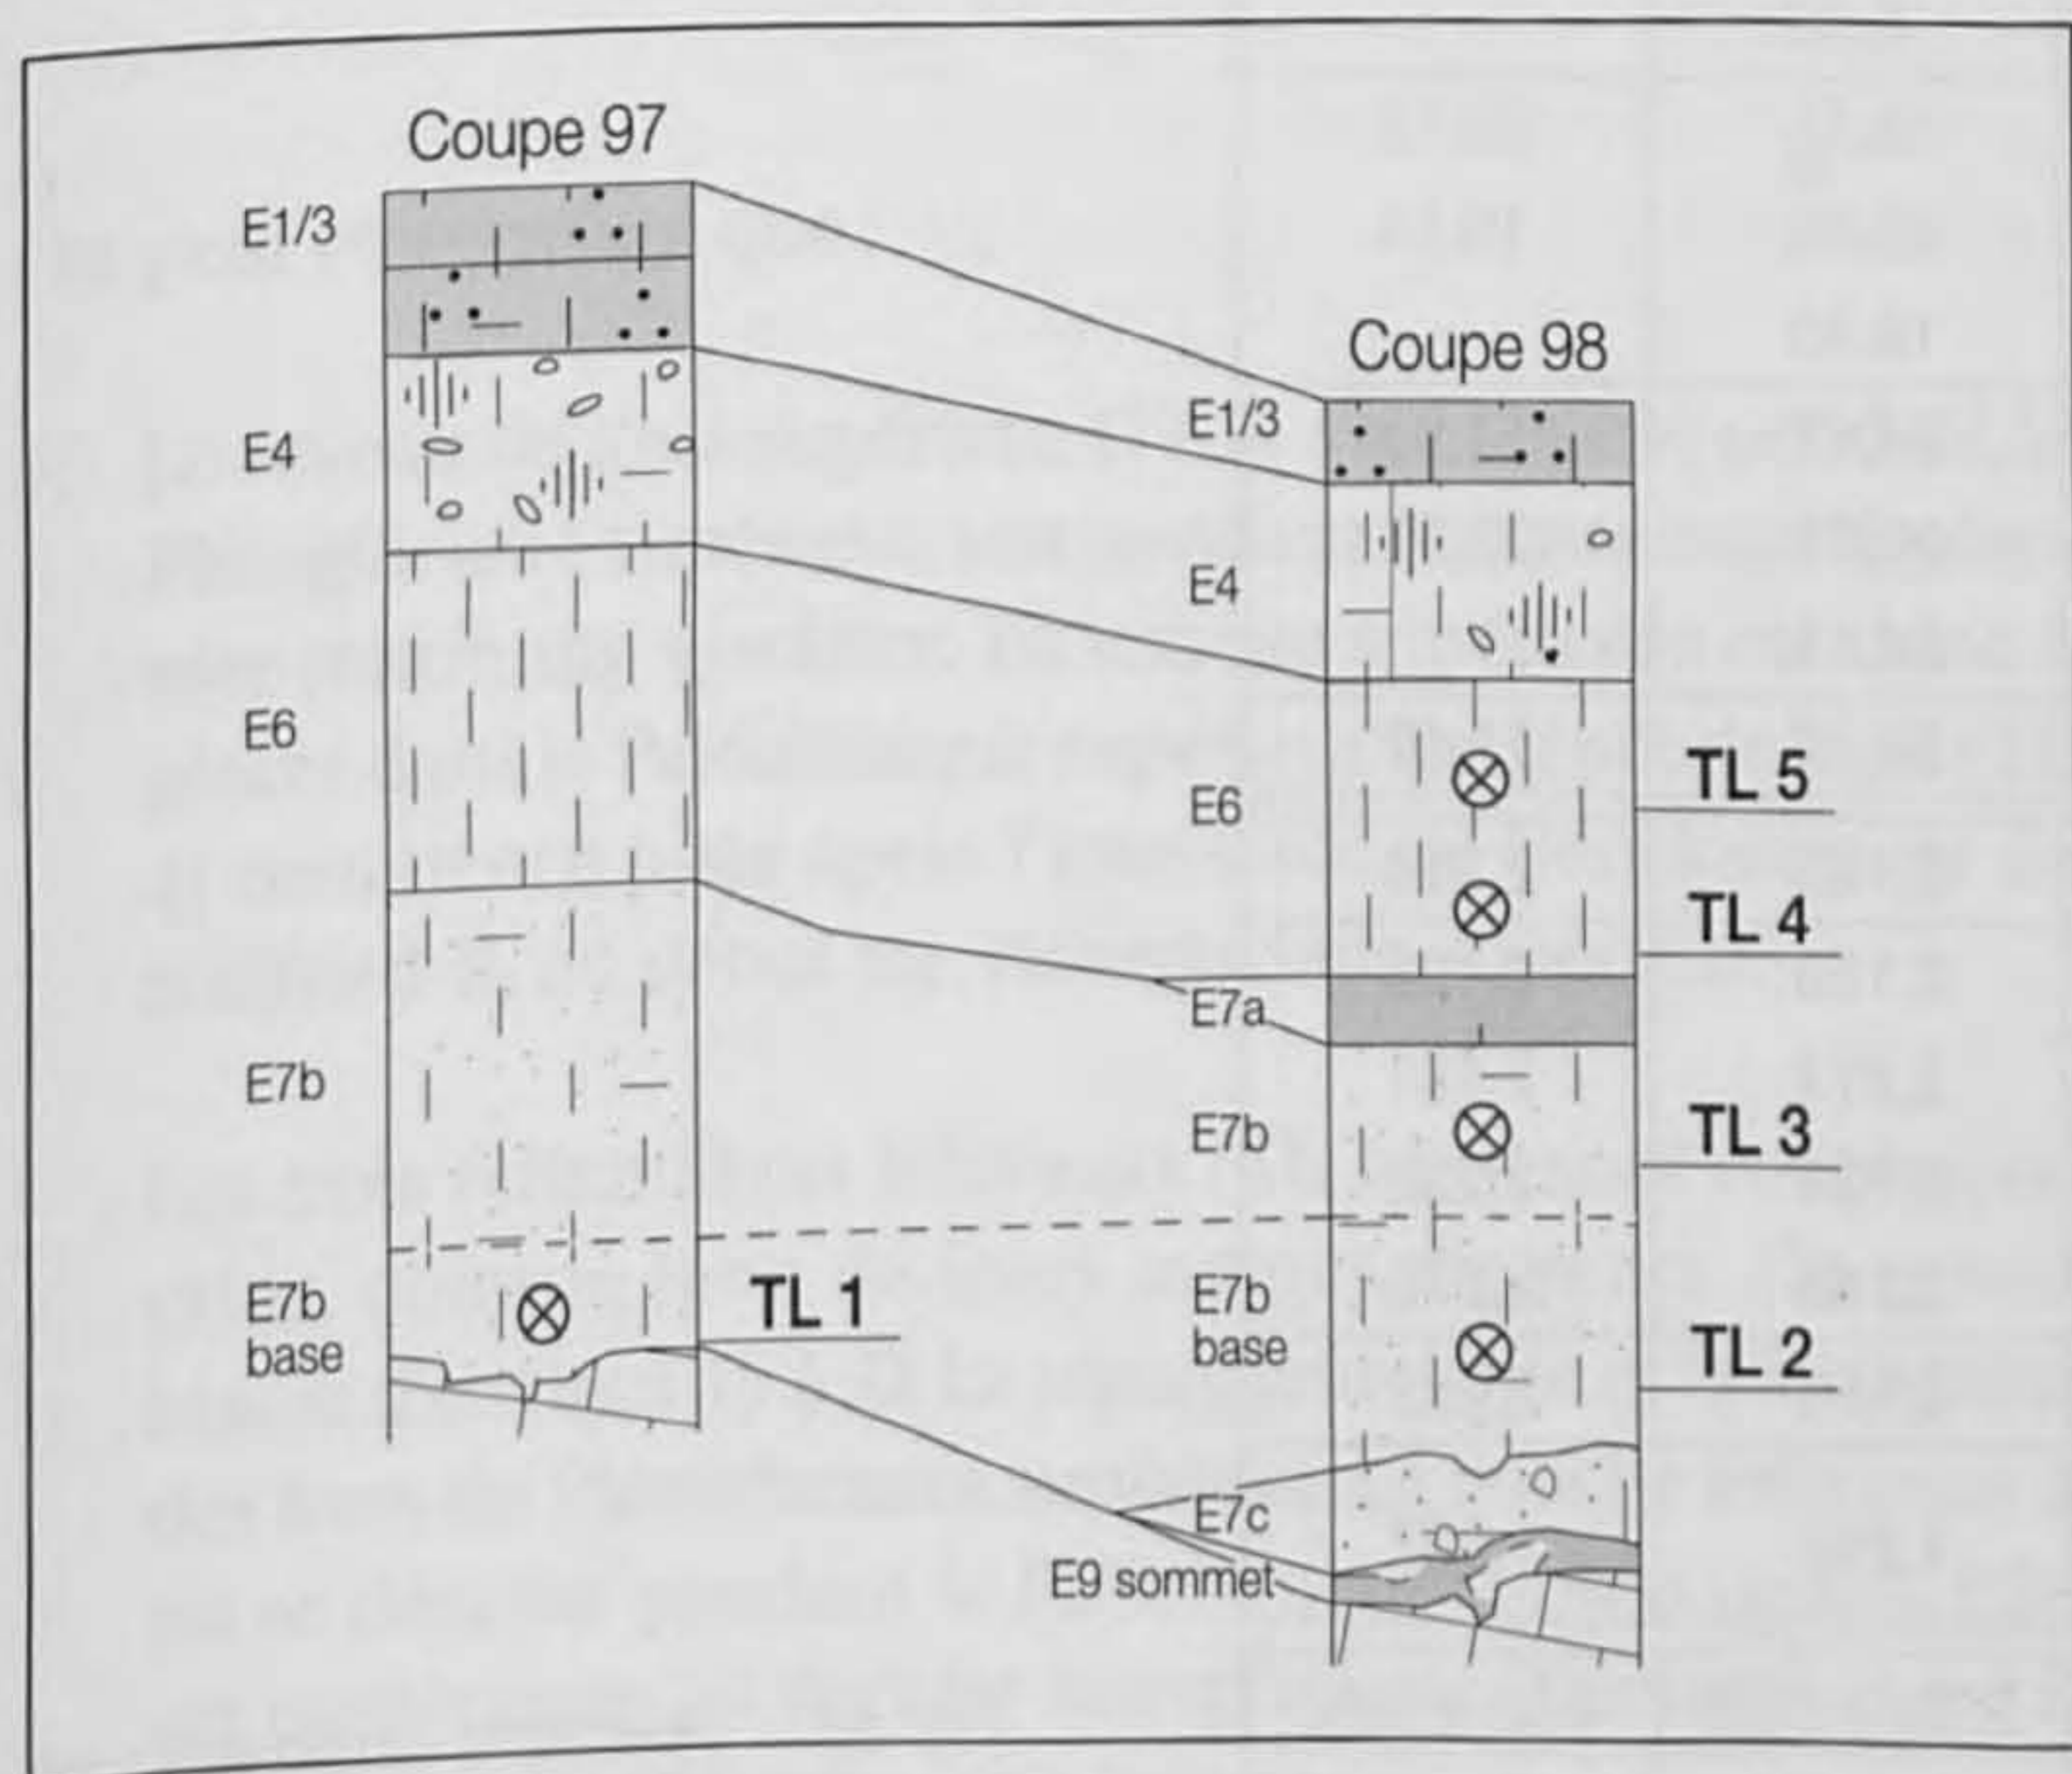 Coupe 97
E1/3
E4
E6
E7b
E7b
base
TL 1
Coupe 98
E1/3
E4
E6
TL 5
TL 4
E7a
E7b
TL 3
E7b
base
TL 2
E7c
E9 sommet